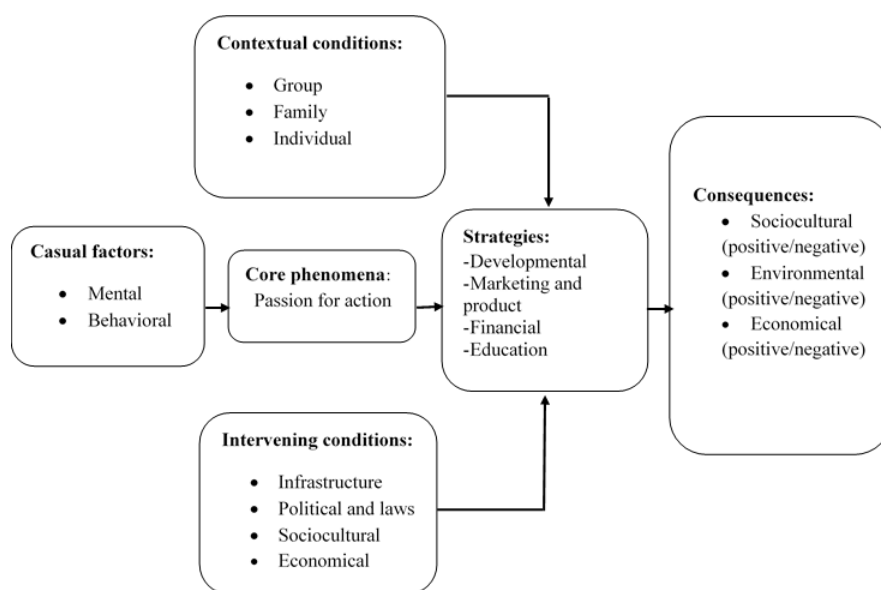 Contextual conditions:
• Group
• Family
• Individual
Casual factors:
• Mental
• Behavioral
Core phenomena:
Passion for action
Strategies:
-Developmental
-Marketing and
product
-Financial
-Education
Consequences:
• Sociocultural
(positive/negative)
• Environmental
(positive/negative)
• Economical
(positive/negative)
Intervening conditions:
• Infrastructure
• Political and laws
• Sociocultural
• Economical